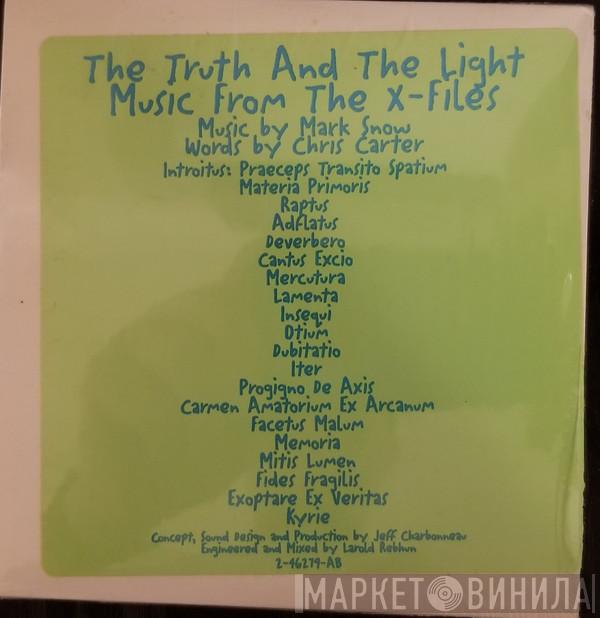 The Truth And The Light
Music From The X-Files
Music by Mark Snow
Words by Chris Carter
Introitus: Praeceps Transito Spatium
Materia Primoris
Raptus
Adflatus
Deverbero
Cantus Excio
Mercutura
Lamenta
Insequi
Otium
Dubitatio
Iter
Progigno De Axis
Carmen Amatorium Ex Arcanum
Facetus Malum
Memoria
Mitis Lumen
Fides Fragilis
Exoptare Ex Veritas
Kyrie
Concept, Sound Design and Production by Jeff Charbonneau
Engineered and Mixed by Larold Rebhun
2-46279-AB
МАРКЕТ ВИНИЛА